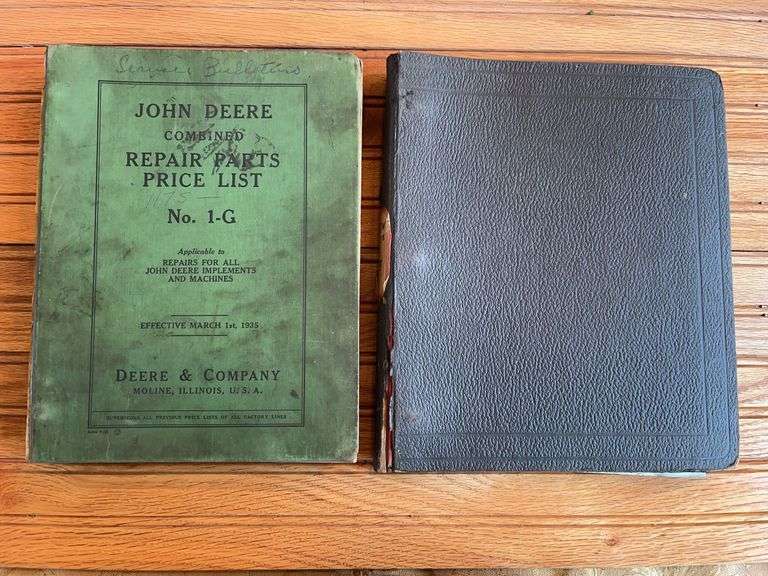 Service Bulletins
JOHN DEERE
COMBINED
REPAIR PARTS
PRICE LIST
No. 1-G
Applicable to
REPAIRS FOR ALL
JOHN DEERE IMPLEMENTS
AND MACHINES
EFFECTIVE MARCH 1st, 1935
DEERE & COMPANY
MOLINE, ILLINOIS, U. S. A.
SUPERSEDES ALL PREVIOUS PRICE LISTS OF ALL FACTORY LINES